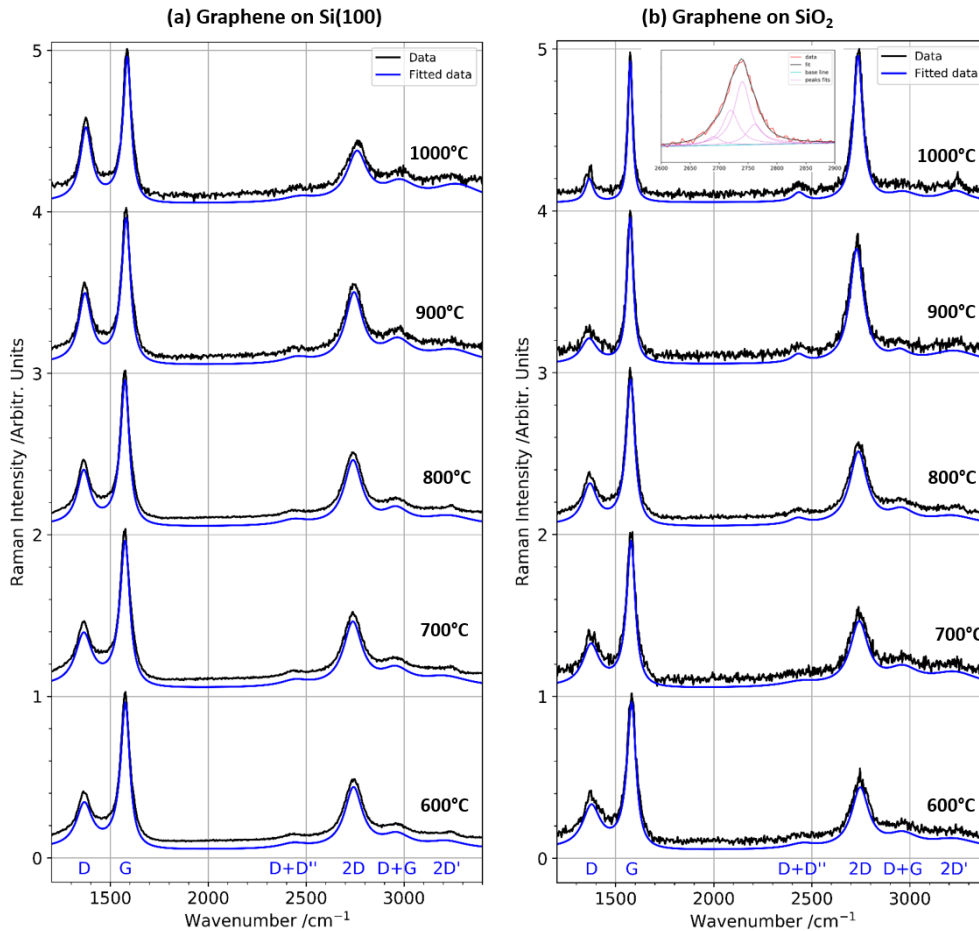 (a) Graphene on Si(100)
Data
Fitted data
5
4
3
2
1
0
Raman Intensity /Arbitr. Units
1000°C
900°C
800°C
700°C
600°C
D G D+D'' 2D D+G 2D'
1500 2000 2500 3000
Wavenumber /cm⁻¹
(b) Graphene on SiO₂
Data
Fitted data
data
fit
base line
peaks fits
2600 2650 2700 2750 2800 2850 2900
5
4
3
2
1
0
Raman Intensity /Arbitr. Units
1000°C
900°C
800°C
700°C
600°C
D G D+D'' 2D D+G 2D'
1500 2000 2500 3000
Wavenumber /cm⁻¹